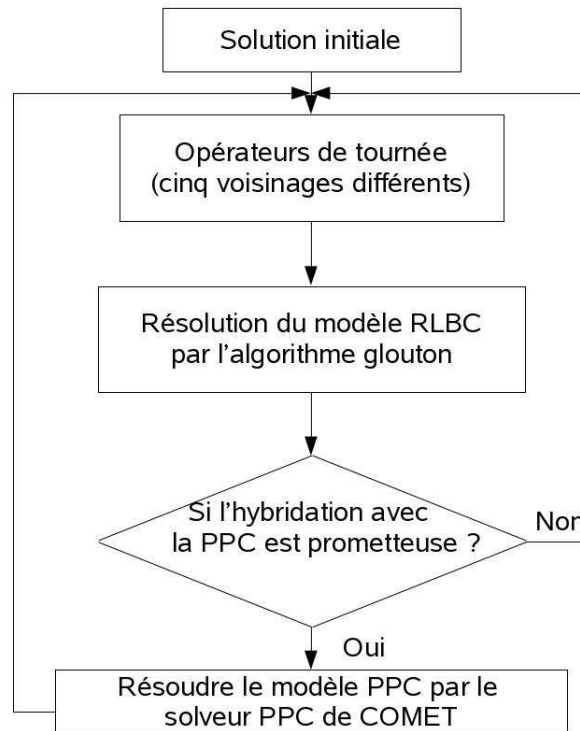 Solution initiale
Opérateurs de tournée
(cinq voisinages différents)
Résolution du modèle RLBC
par l'algorithme glouton
Si l'hybridation avec
la PPC est prometteuse ?
Non
Oui
Résoudre le modèle PPC par le
solveur PPC de COMET